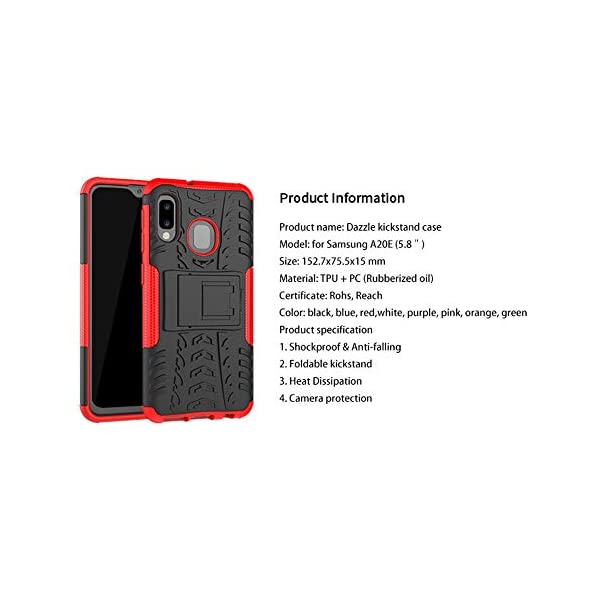 Product Information
Product name: Dazzle kickstand case
Model: for Samsung A20E (5.8 " )
Size: 152.7x75.5x15 mm
Material: TPU + PC (Rubberized oil)
Certificate: Rohs, Reach
Color: black, blue, red,white, purple, pink, orange, green
Product specification
1. Shockproof & Anti-falling
2. Foldable kickstand
3. Heat Dissipation
4. Camera protection